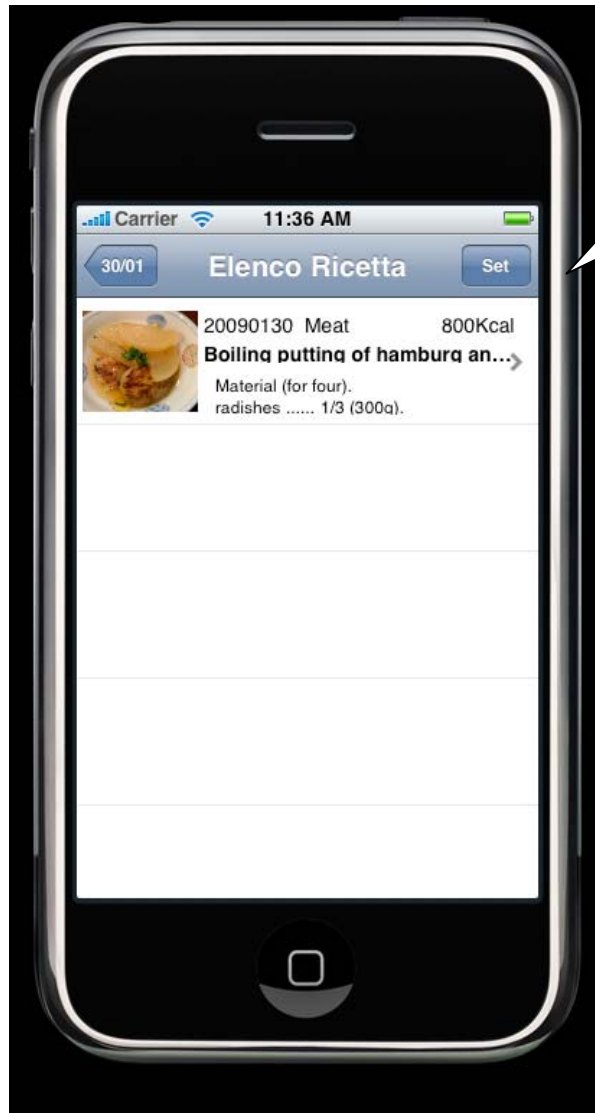 Carrier 11:36 AM
30/01 Elenco Ricetta Set
20090130 Meat 800Kcal
Boiling putting of hamburg an...
Material (for four).
radishes ...... 1/3 (300g).